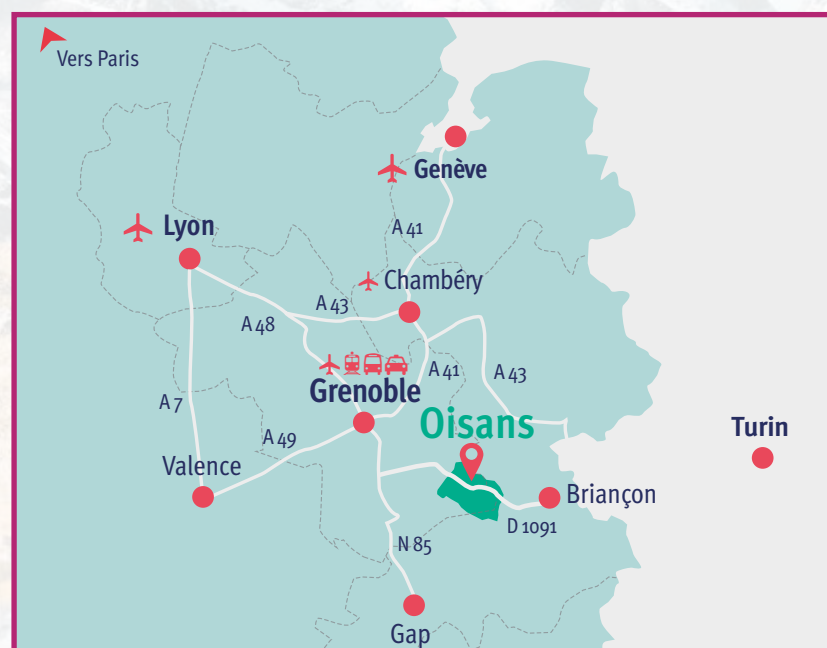 Vers Paris
Genève
Lyon
A 41
Chambéry
A 43
A 48
A 41
A 43
Grenoble
A 7
Oisans
Turin
A 49
Valence
Briançon
D 1091
N 85
Gap